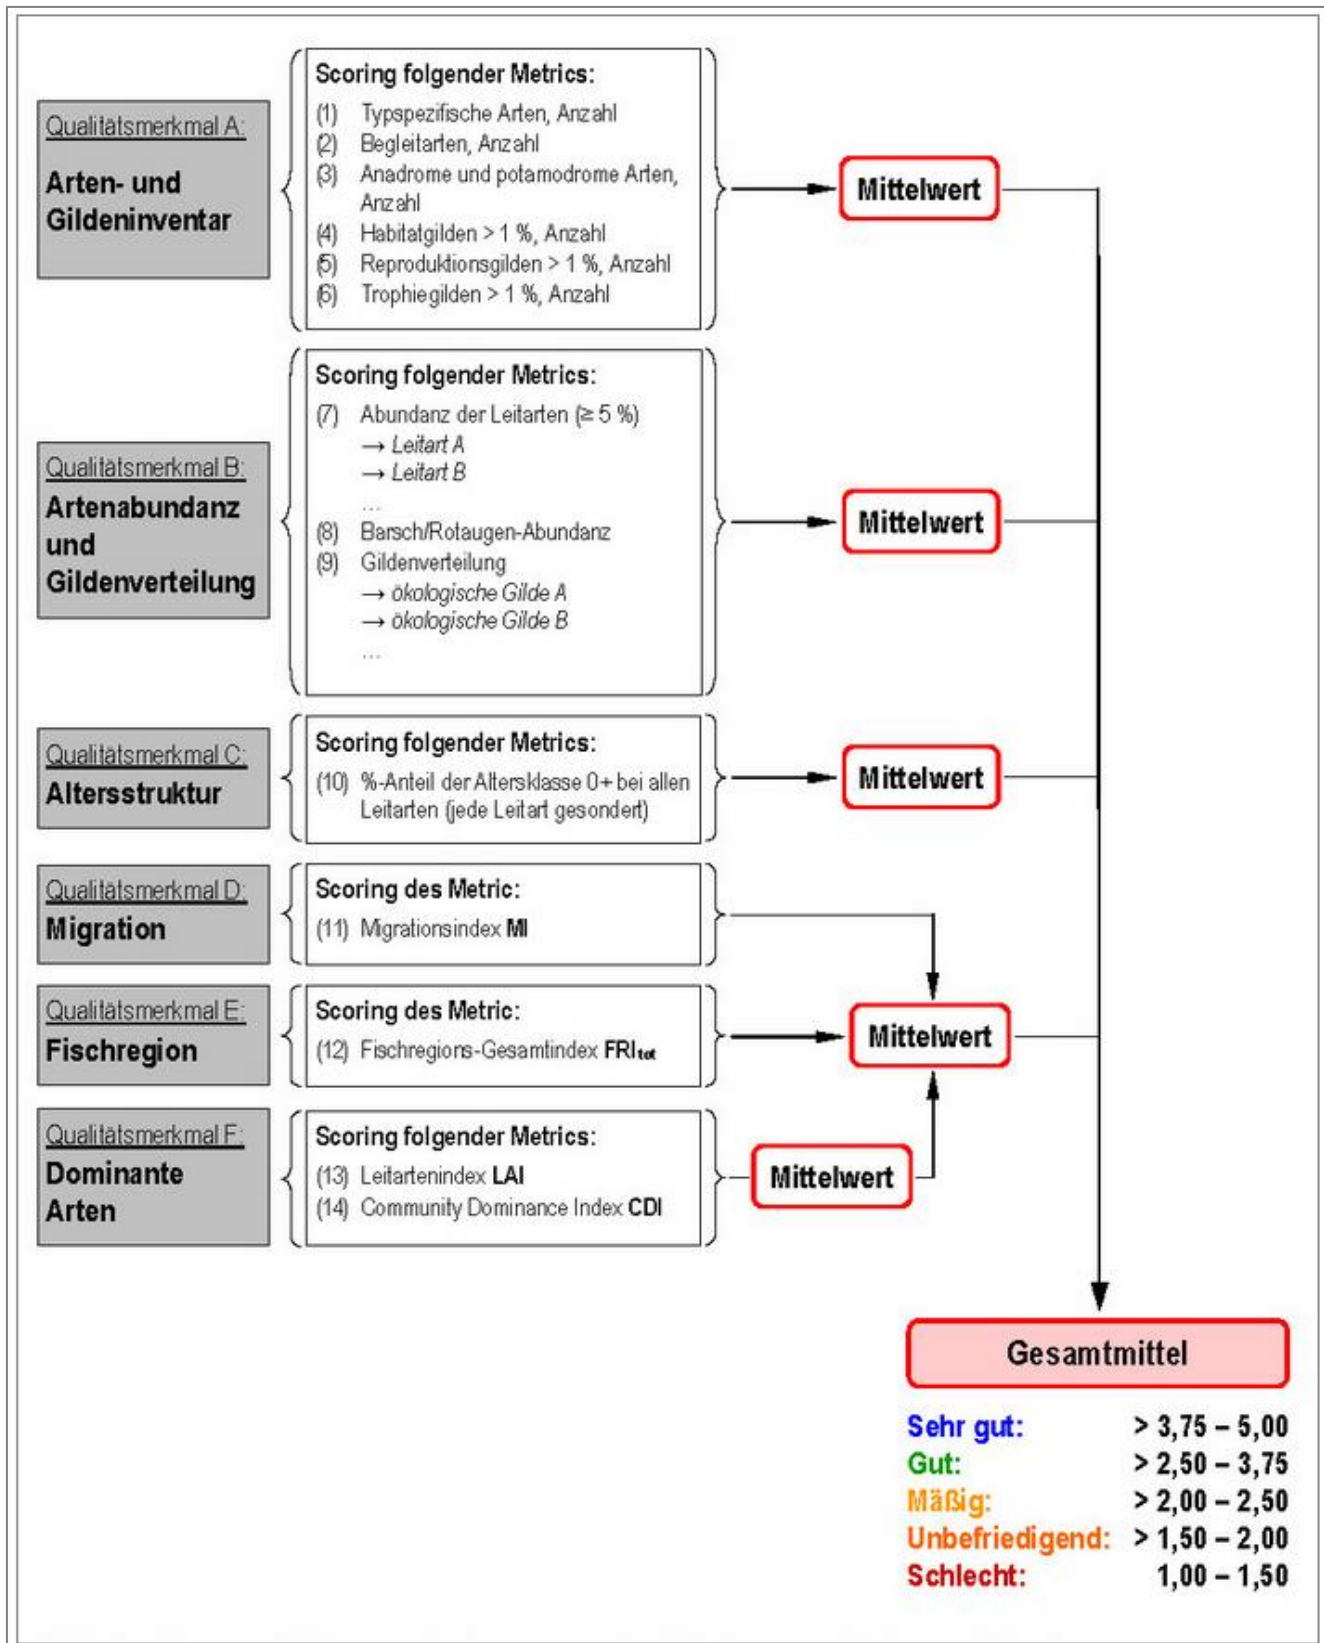 Qualitätsmerkmal A:
Arten- und
Gildeninventar
Scoring folgender Metrics:
(1) Typspezifische Arten, Anzahl
(2) Begleitarten, Anzahl
(3) Anadrome und potamodrome Arten,
Anzahl
(4) Habitatgilden > 1 %, Anzahl
(5) Reproduktionsgilden > 1 %, Anzahl
(6) Trophiegilden > 1 %, Anzahl
Mittelwert
Qualitätsmerkmal B:
Artenabundanz
und
Gildenverteilung
Scoring folgender Metrics:
(7) Abundanz der Leitarten (≥ 5 %)
→ Leitart A
→ Leitart B
...
(8) Barsch/Rotaugen-Abundanz
(9) Gildenverteilung
→ ökologische Gilde A
→ ökologische Gilde B
...
Mittelwert
Qualitätsmerkmal C:
Altersstruktur
Scoring folgender Metrics:
(10) %-Anteil der Altersklasse 0+ bei allen
Leitarten (jede Leitart gesondert)
Mittelwert
Qualitätsmerkmal D:
Migration
Scoring des Metric:
(11) Migrationsindex MI
Qualitätsmerkmal E:
Fischregion
Scoring des Metric:
(12) Fischregions-Gesamtindex FRItot
Mittelwert
Qualitätsmerkmal F:
Dominante
Arten
Scoring folgender Metrics:
(13) Leitartenindex LAI
(14) Community Dominance Index CDI
Mittelwert
Gesamtmittel
Sehr gut: > 3,75 – 5,00
Gut: > 2,50 – 3,75
Mäßig: > 2,00 – 2,50
Unbefriedigend: > 1,50 – 2,00
Schlecht: 1,00 – 1,50